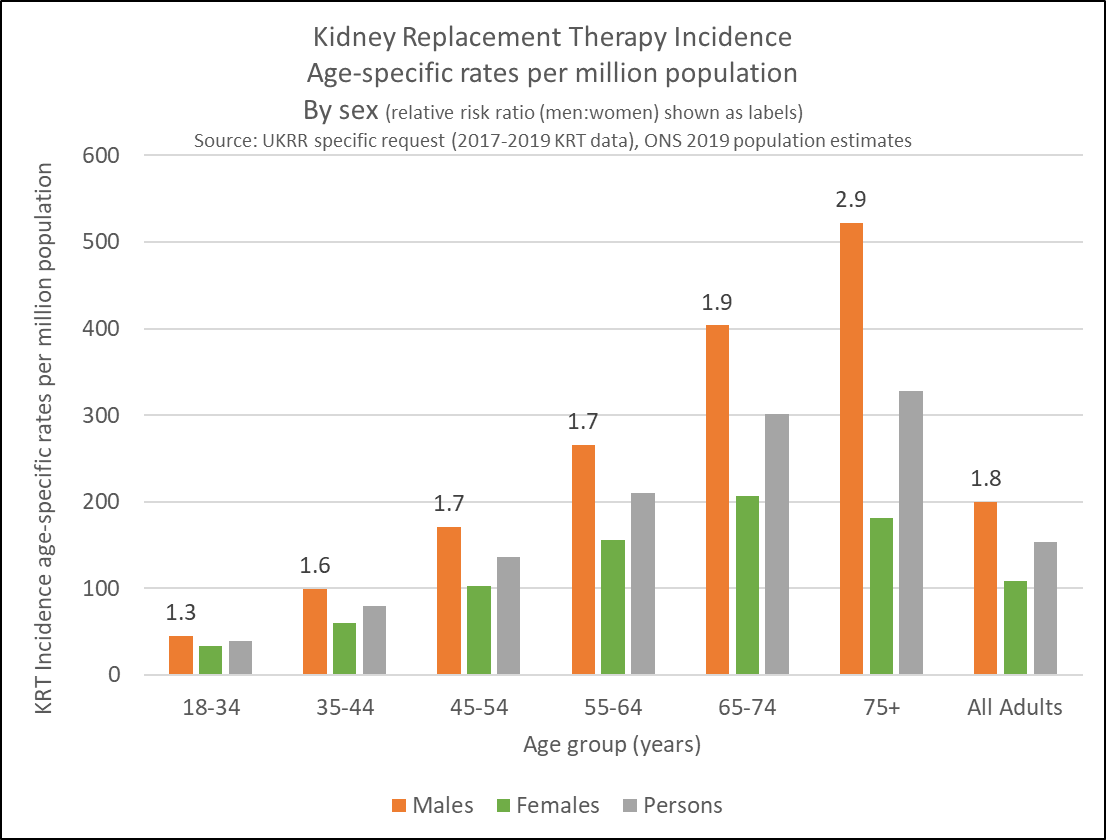 Kidney Replacement Therapy Incidence
Age-specific rates per million population
By sex (relative risk ratio (men:women) shown as labels)
Source: UKRR specific request (2017-2019 KRT data), ONS 2019 population estimates
KRT Incidence age-specific rates per million population
600
500
400
300
200
100
0
1.3
1.6
1.7
1.7
1.9
2.9
1.8
18-34
35-44
45-54
55-64
65-74
75+
All Adults
Age group (years)
Males
Females
Persons